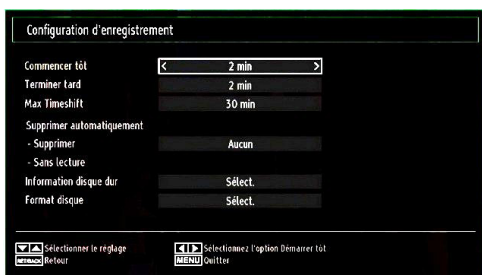 Configuration d'enregistrement
Commencer tôt < 2 min >
Terminer tard 2 min
Max Timeshift 30 min
Supprimer automatiquement
- Supprimer Aucun
- Sans lecture
Information disque dur Sélect.
Format disque Sélect.
Sélectionner le réglage Sélectionnez l'option Démarrer tôt
Retour MENU Quitter